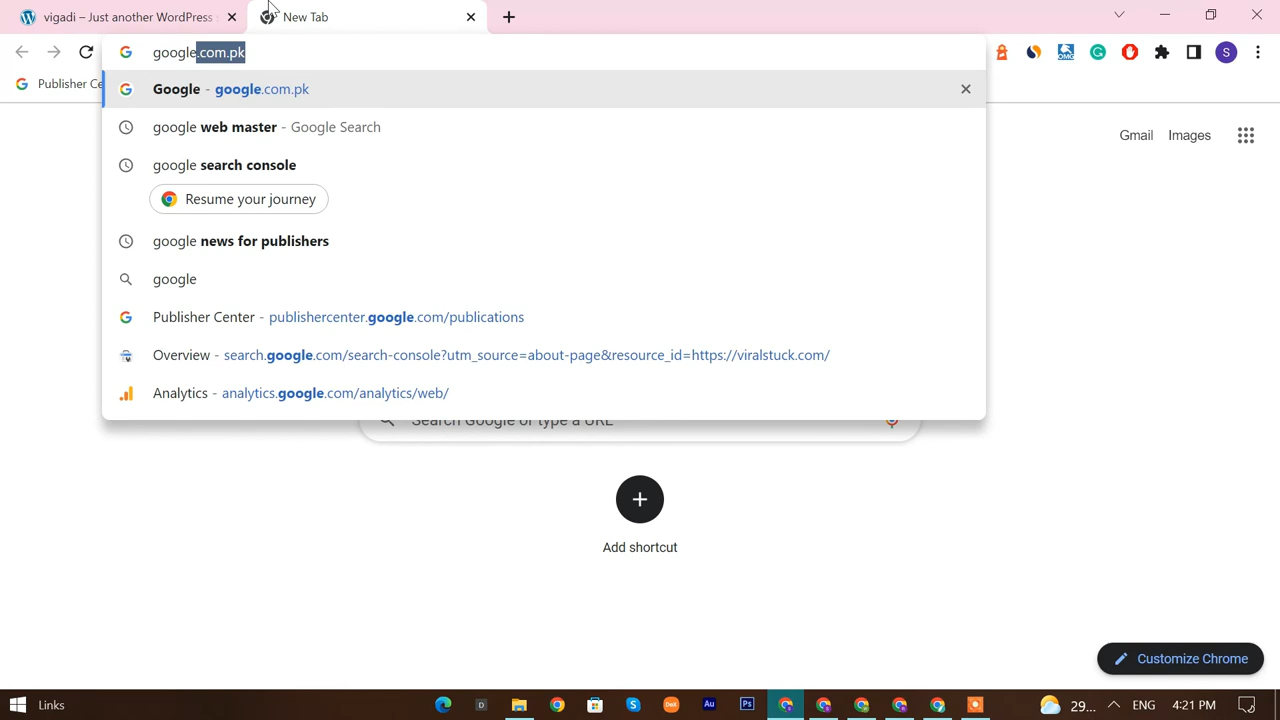 vigadi – Just another WordPress s
New Tab
google.com.pk
Publisher Ce
Google - google.com.pk
google web master - Google Search
google search console
Resume your journey
google news for publishers
google
Publisher Center - publishercenter.google.com/publications
Overview - search.google.com/search-console?utm_source=about-page&resource_id=https://viralstuck.com/
Analytics - analytics.google.com/analytics/web/
Gmail Images
Search Google or type a URL
Add shortcut
Customize Chrome
Links
29... ENG 4:21 PM